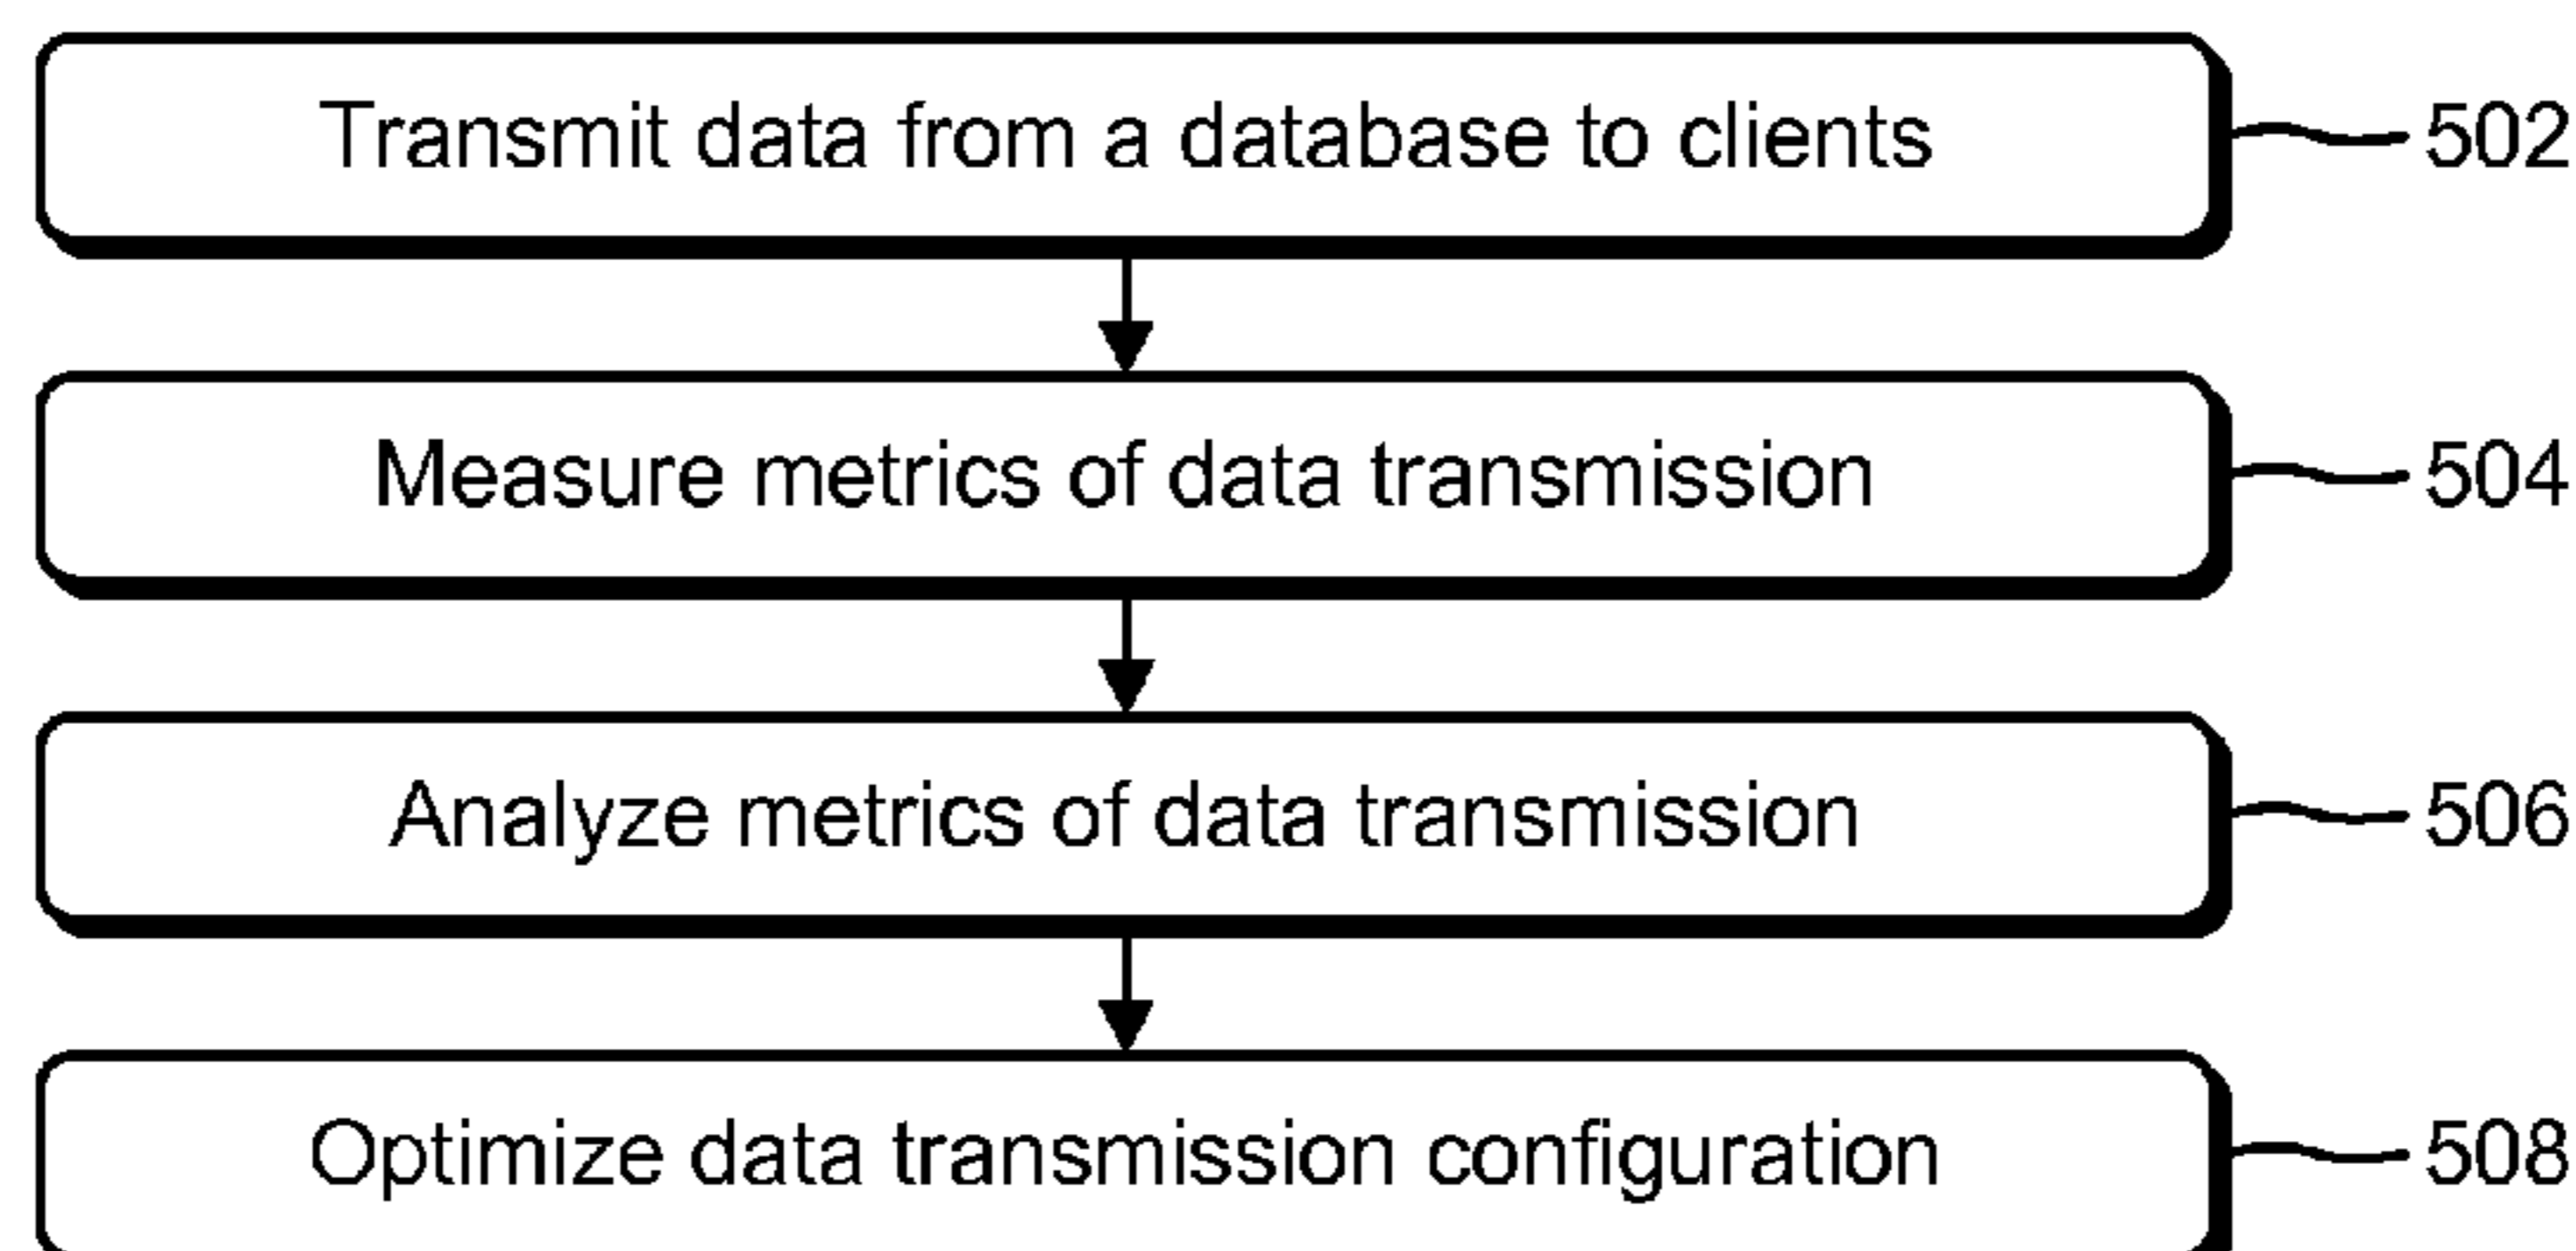 Transmit data from a database to clients 502
Measure metrics of data transmission 504
Analyze metrics of data transmission 506
Optimize data transmission configuration 508